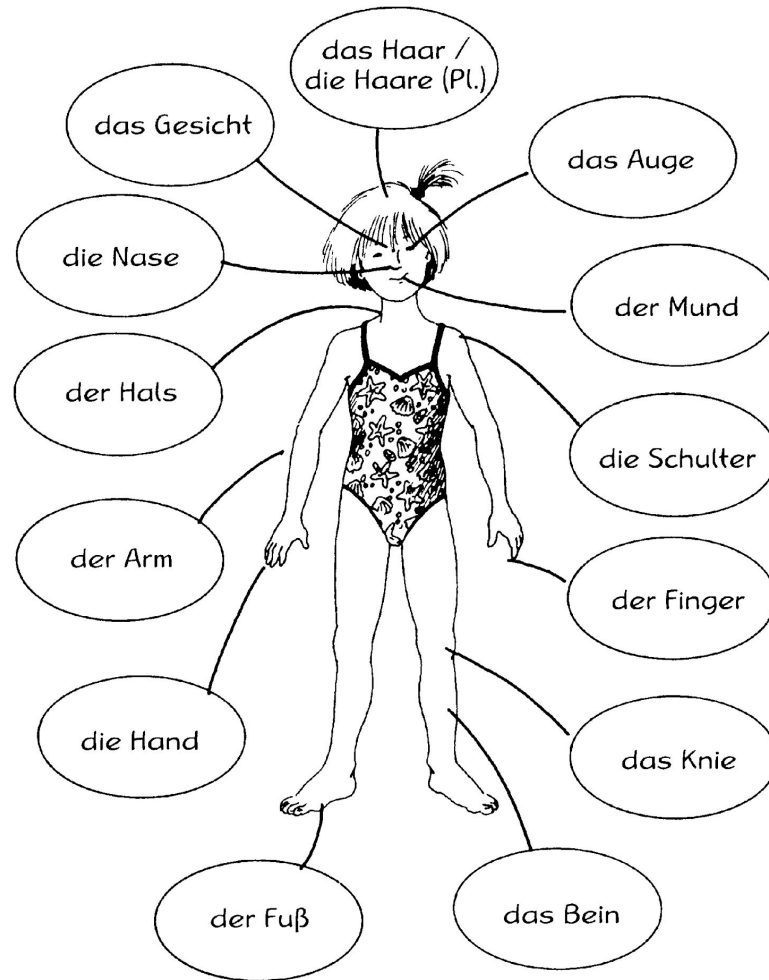 das Haar /
die Haare (Pl.)
das Gesicht
das Auge
die Nase
der Mund
der Hals
die Schulter
der Arm
der Finger
die Hand
das Knie
der Fuß
das Bein